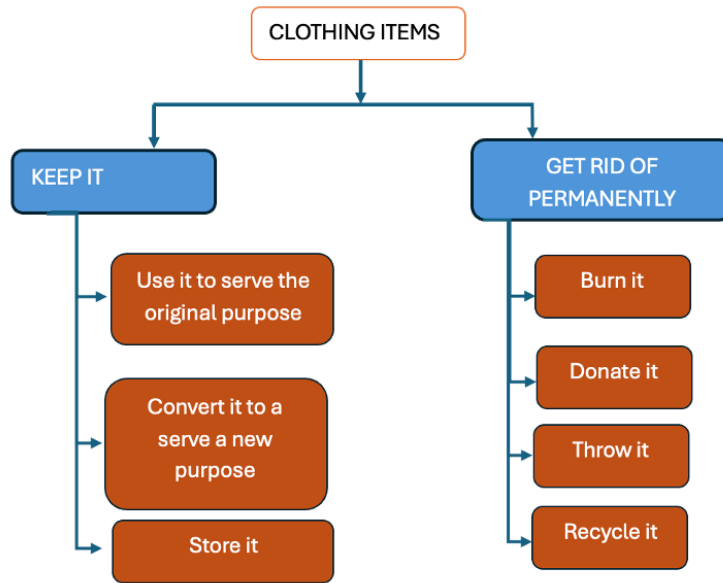 CLOTHING ITEMS
KEEP IT
Use it to serve the
original purpose
Convert it to a
serve a new
purpose
Store it
GET RID OF
PERMANENTLY
Burn it
Donate it
Throw it
Recycle it